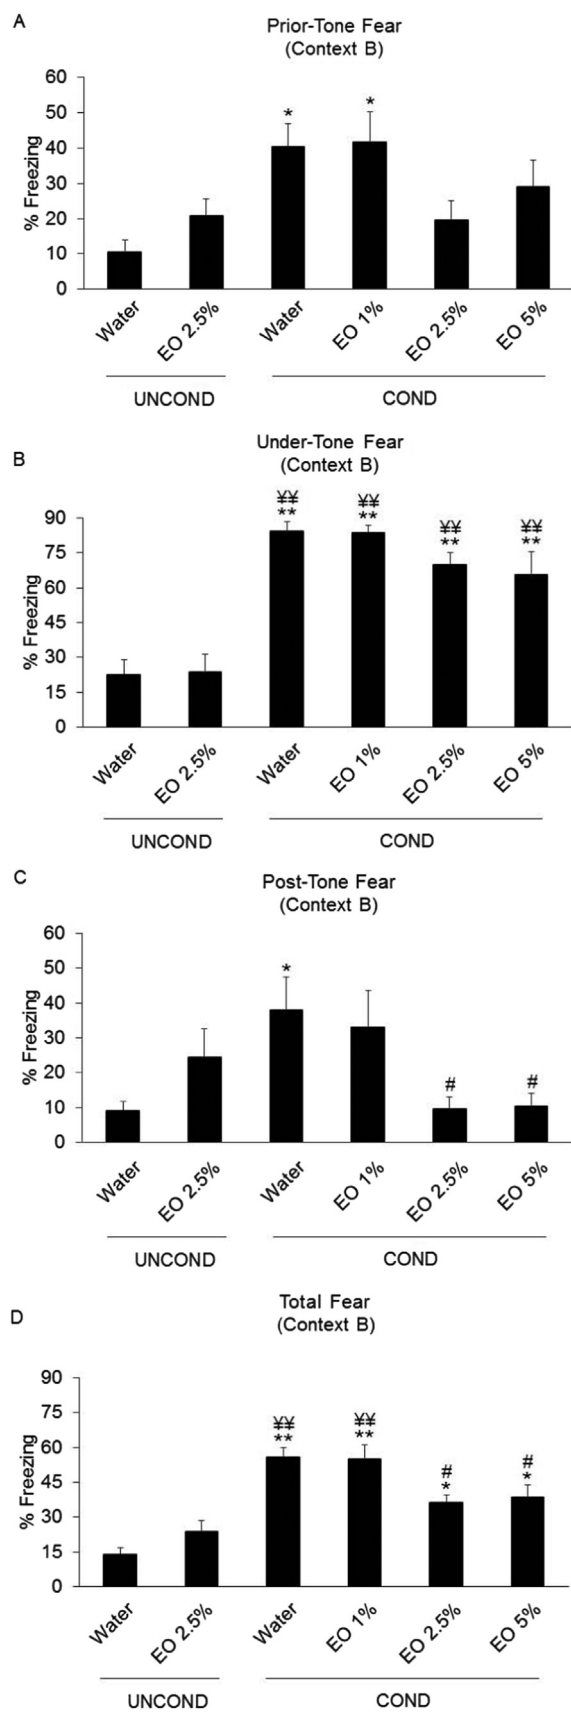 A
Prior-Tone Fear
(Context B)
% Freezing
60
50
40
30
20
10
0
* *
Water EO 2.5% Water EO 1% EO 2.5% EO 5%
UNCOND COND
B
Under-Tone Fear
(Context B)
% Freezing
90
75
60
45
30
15
0
¥¥ ¥¥ ¥¥ ¥¥
** ** ** **
Water EO 2.5% Water EO 1% EO 2.5% EO 5%
UNCOND COND
C
Post-Tone Fear
(Context B)
% Freezing
60
50
40
30
20
10
0
* # #
Water EO 2.5% Water EO 1% EO 2.5% EO 5%
UNCOND COND
D
Total Fear
(Context B)
% Freezing
90
75
60
45
30
15
0
¥¥ ¥¥ # #
** ** * *
Water EO 2.5% Water EO 1% EO 2.5% EO 5%
UNCOND COND